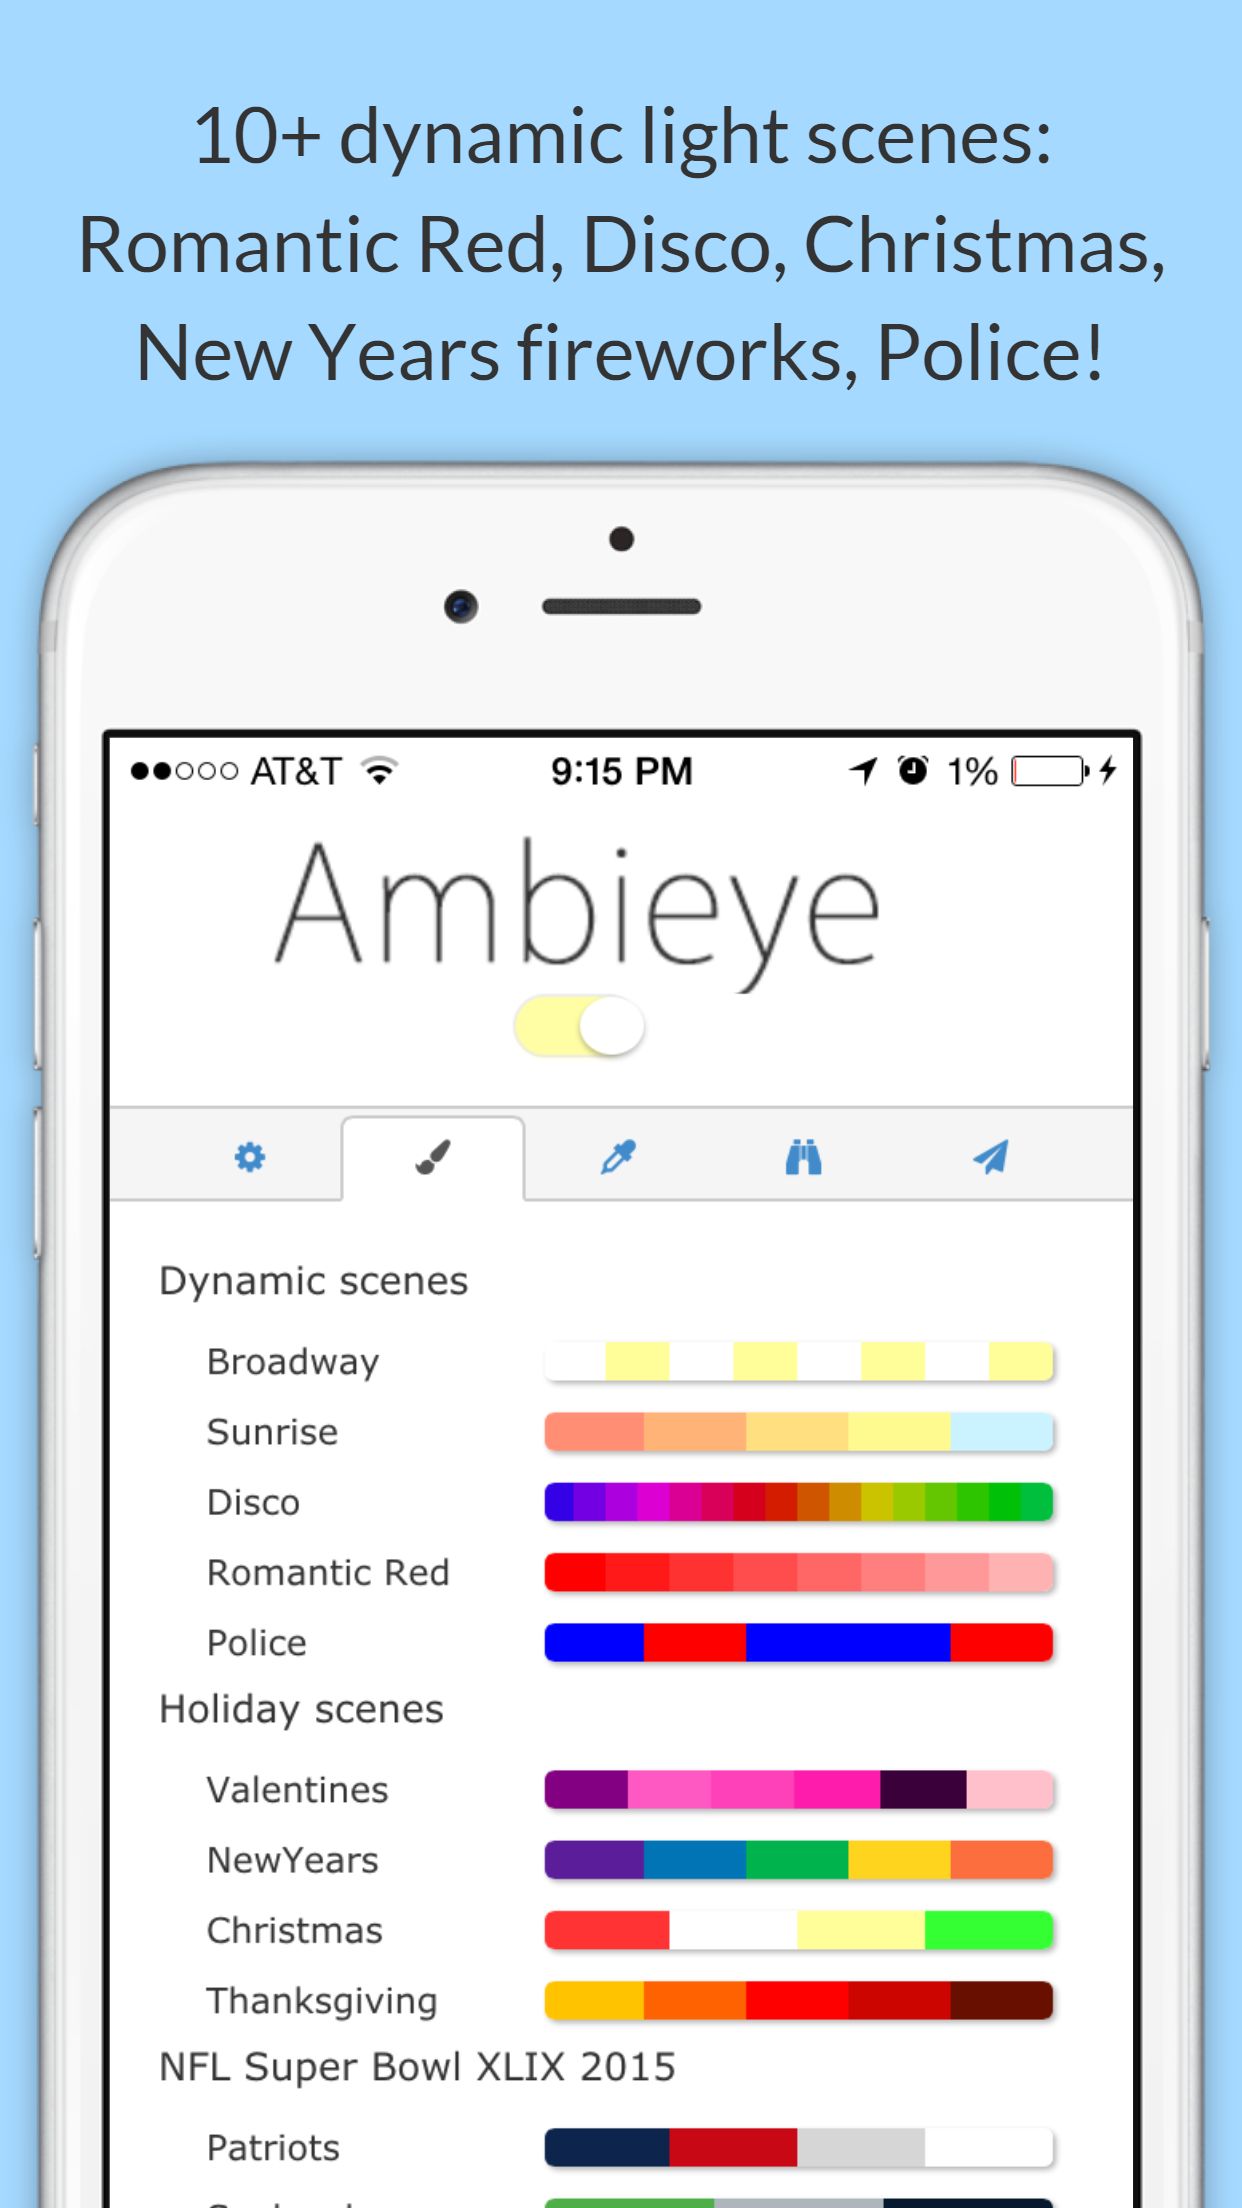 10+ dynamic light scenes:
Romantic Red, Disco, Christmas,
New Years fireworks, Police!
AT&T 9:15 PM 1%
Ambieye
Dynamic scenes
Broadway
Sunrise
Disco
Romantic Red
Police
Holiday scenes
Valentines
NewYears
Christmas
Thanksgiving
NFL Super Bowl XLIX 2015
Patriots